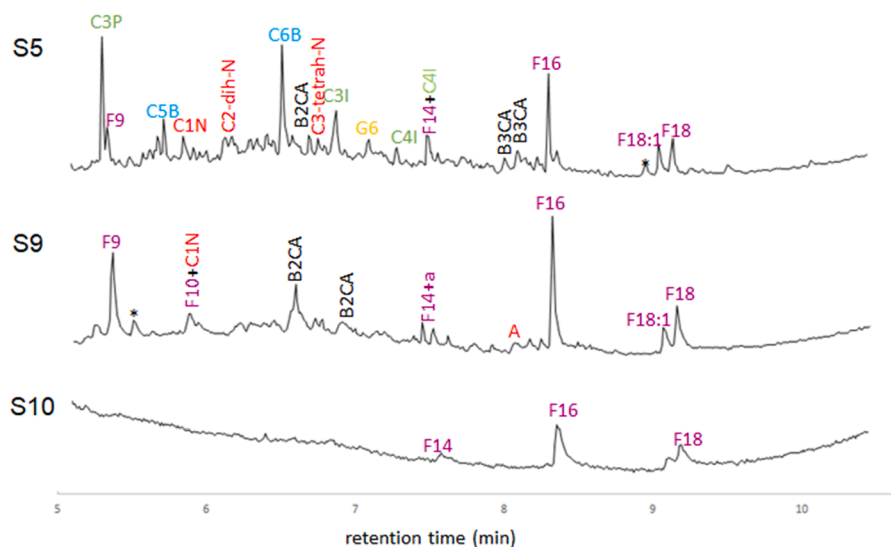 S5
C3P
F9
C5B
C1N
C2-dih-N
C6B
B2CA
C3-tetrah-N
C3I
G6
C4I
F14+C4I
B3CA
B3CA
F16
*
F18:1
F18
S9
F9
*
F10+C1N
B2CA
B2CA
F14+a
A
F16
F18:1
F18
S10
F14
F16
F18
5 6 7 8 9 10
retention time (min)